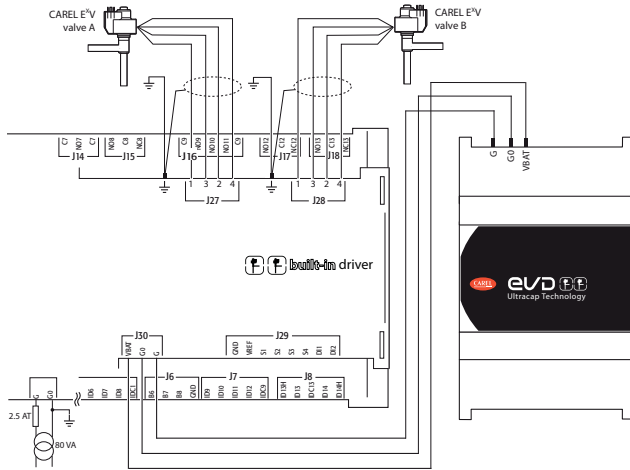 CAREL EˣV
valve A
CAREL EˣV
valve B
C7
NO7
C7
J14
NO8
C8
NC8
J15
C9
NO9
NO10
NO11
C9
J16
NO12
C12
NC12
J17
NO13
C13
NC13
J18
1 3 2 4
J27
1 3 2 4
J28
G
G0
VBAT
built-in driver
CAREL
EVD
Ultracap Technology
J30
VBAT
G0
G
J29
GND
VREF
S1
S2
S3
S4
DI1
DI2
G
G0
2.5 AT
80 VA
ID6
ID7
ID8
IDC1
J6
B6
B7
B8
GND
J7
ID9
ID10
ID11
ID12
IDC9
J8
ID13H
ID13
IDC13
ID14
ID14H